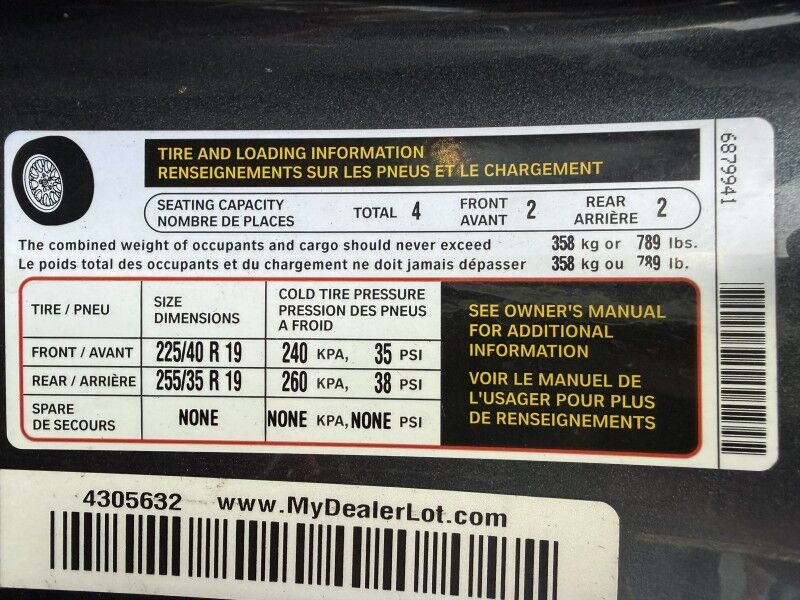 TIRE AND LOADING INFORMATION
RENSEIGNEMENTS SUR LES PNEUS ET LE CHARGEMENT
SEATING CAPACITY
NOMBRE DE PLACES
TOTAL 4
FRONT
AVANT 2
REAR
ARRIÈRE 2
The combined weight of occupants and cargo should never exceed 358 kg or 789 lbs.
Le poids total des occupants et du chargement ne doit jamais dépasser 358 kg ou 789 lb.
TIRE / PNEU
SIZE
DIMENSIONS
COLD TIRE PRESSURE
PRESSION DES PNEUS
A FROID
FRONT / AVANT 225/40 R 19 240 KPA, 35 PSI
REAR / ARRIÈRE 255/35 R 19 260 KPA, 38 PSI
SPARE
DE SECOURS NONE NONE KPA, NONE PSI
SEE OWNER'S MANUAL
FOR ADDITIONAL
INFORMATION
VOIR LE MANUEL DE
L'USAGER POUR PLUS
DE RENSEIGNEMENTS
6879941
4305632 www.MyDealerLot.com